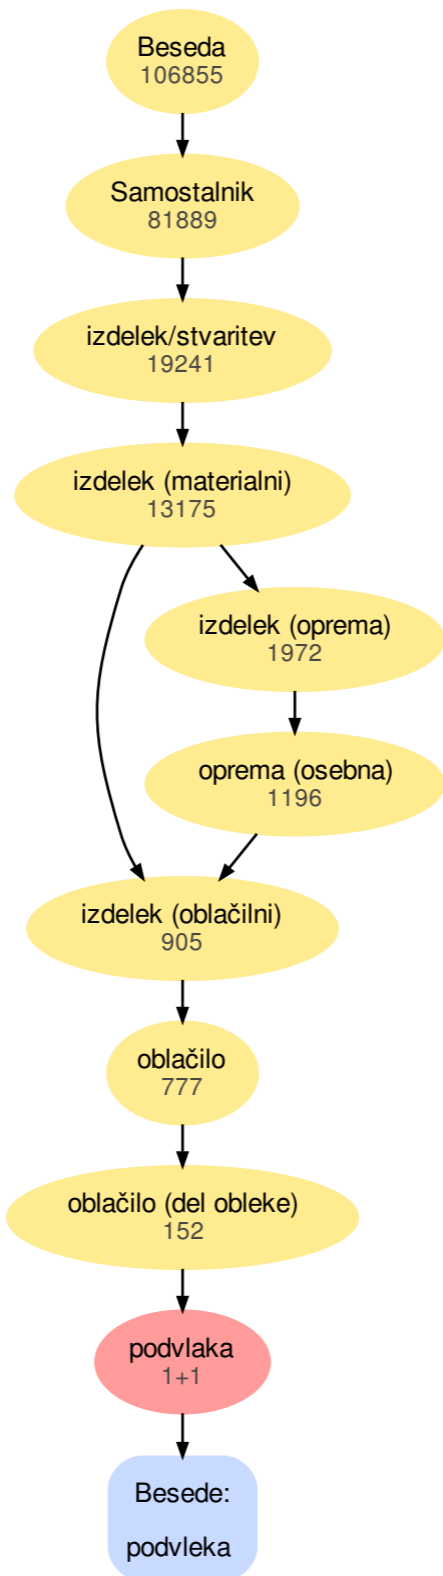 Beseda
106855
Samostalnik
81889
izdelek/stvaritev
19241
izdelek (materialni)
13175
izdelek (oprema)
1972
oprema (osebna)
1196
izdelek (oblačilni)
905
oblačilo
777
oblačilo (del obleke)
152
podvlaka
1+1
Besede:
podvleka